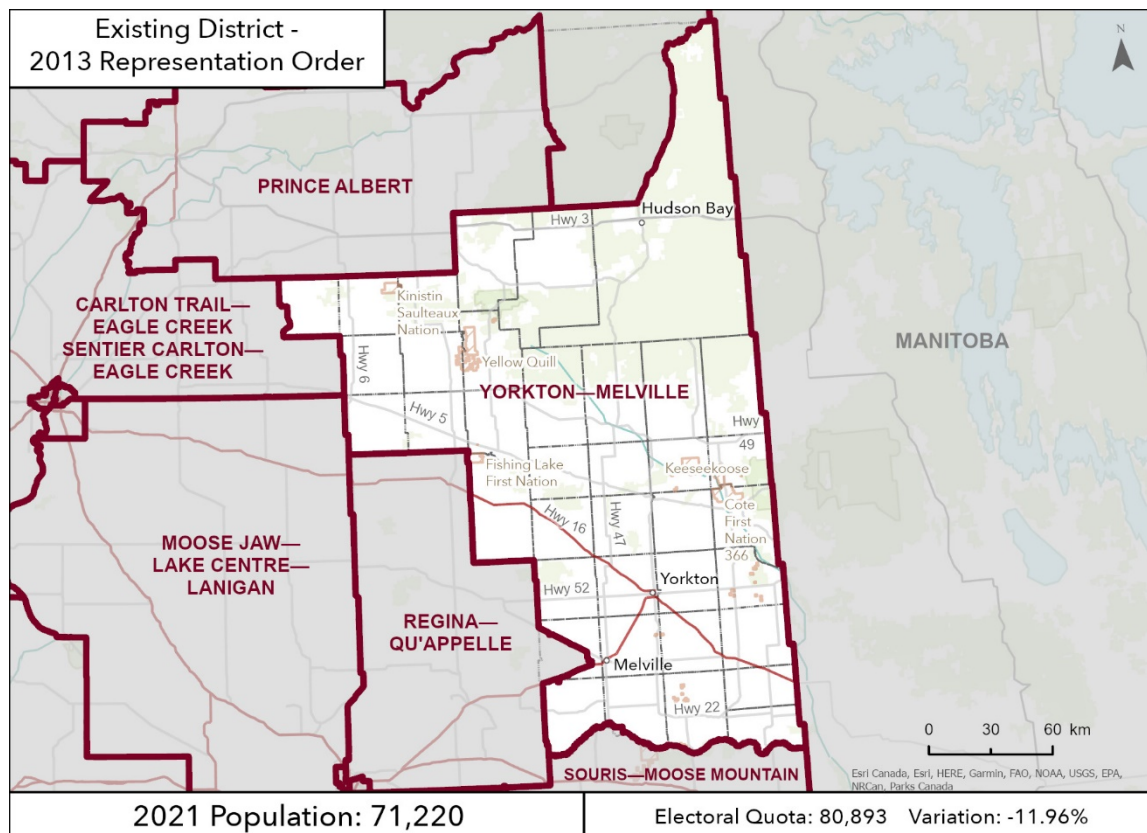 Existing District -
2013 Representation Order
N
PRINCE ALBERT
Hwy 3
Hudson Bay
CARLTON TRAIL—
EAGLE CREEK
SENTIER CARLTON—
EAGLE CREEK
Kinistin
Saulteaux
Nation
Hwy 6
Yellow Quill
MANITOBA
YORKTON—MELVILLE
Hwy 5
Hwy
49
Fishing Lake
First Nation
Keeseekoose
Cote
First
Nation
366
Hwy 16
Hwy 47
MOOSE JAW—
LAKE CENTRE—
LANIGAN
Hwy 52
Yorkton
REGINA—
QU'APPELLE
Melville
Hwy 22
0 30 60 km
SOURIS—MOOSE MOUNTAIN
Esri Canada, Esri, HERE, Garmin, FAO, NOAA, USGS, EPA,
NRCan, Parks Canada
2021 Population: 71,220
Electoral Quota: 80,893 Variation: -11.96%